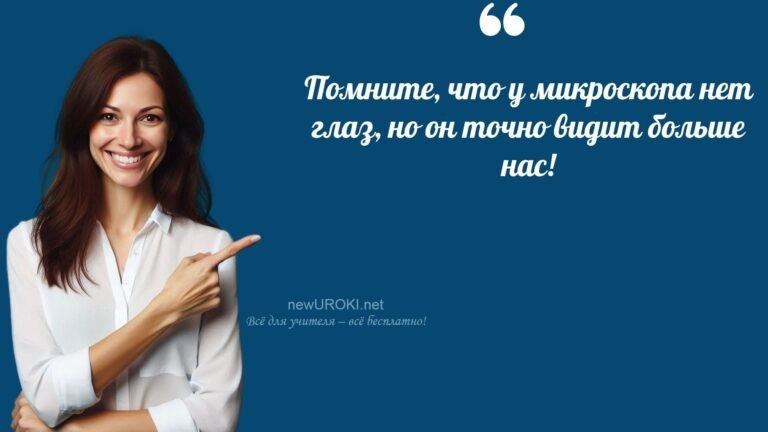 Помните, что у микроскопа нет
глаз, но он точно видит больше
нас!
newUROKI.net
Всё для учителя – всё бесплатно!